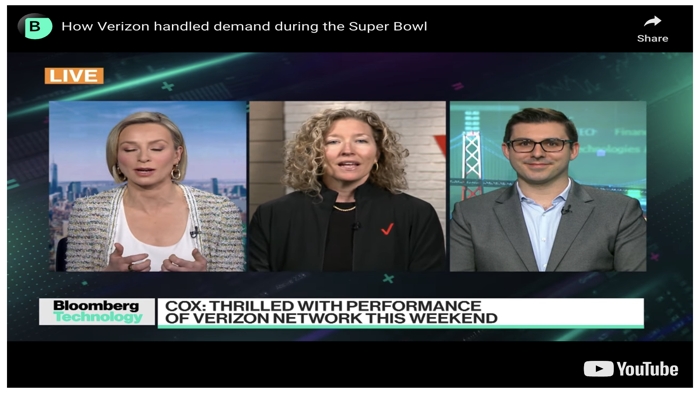 B
How Verizon handled demand during the Super Bowl
Share
LIVE
Bloomberg
Technology
COX: THRILLED WITH PERFORMANCE
OF VERIZON NETWORK THIS WEEKEND
YouTube